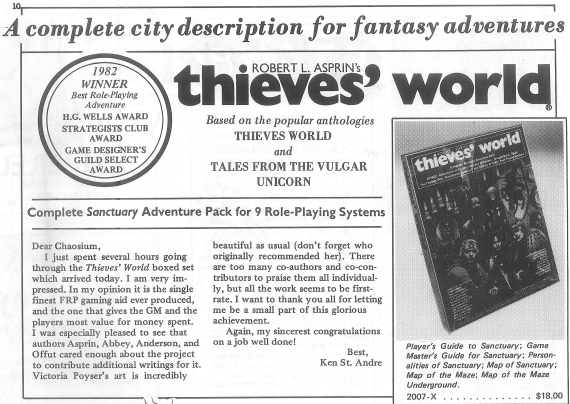 10
A complete city description for fantasy adventures
1982
WINNER
Best Role-Playing
Adventure
H.G. WELLS AWARD
STRATEGISTS CLUB
AWARD
GAME DESIGNER'S
GUILD SELECT
AWARD
ROBERT L. ASPRIN's
thieves' world®
Based on the popular anthologies
THIEVES WORLD
and
TALES FROM THE VULGAR
UNICORN
Complete Sanctuary Adventure Pack for 9 Role-Playing Systems
Dear Chaosium,
I just spent several hours going
through the Thieves' World boxed set
which arrived today. I am very im-
pressed. In my opinion it is the single
finest FRP gaming aid ever produced,
and the one that gives the GM and the
players most value for money spent.
I was especially pleased to see that
authors Asprin, Abbey, Anderson, and
Offut cared enough about the project
to contribute additional writings for it.
Victoria Poyser's art is incredibly
beautiful as usual (don't forget who
originally recommended her). There
are too many co-authors and co-con-
tributors to praise them all individual-
ly, but all the work seems to be first-
rate. I want to thank you all for letting
me be a small part of this glorious
achievement.
Again, my sincerest congratulations
on a job well done!
Best,
Ken St. Andre
thieves' world
Player's Guide to Sanctuary; Game
Master's Guide for Sanctuary; Person-
alities of Sanctuary; Map of Sanctuary;
Map of the Maze; Map of the Maze
Underground.
2007-X . . . . . . . . . . . . . . $18.00